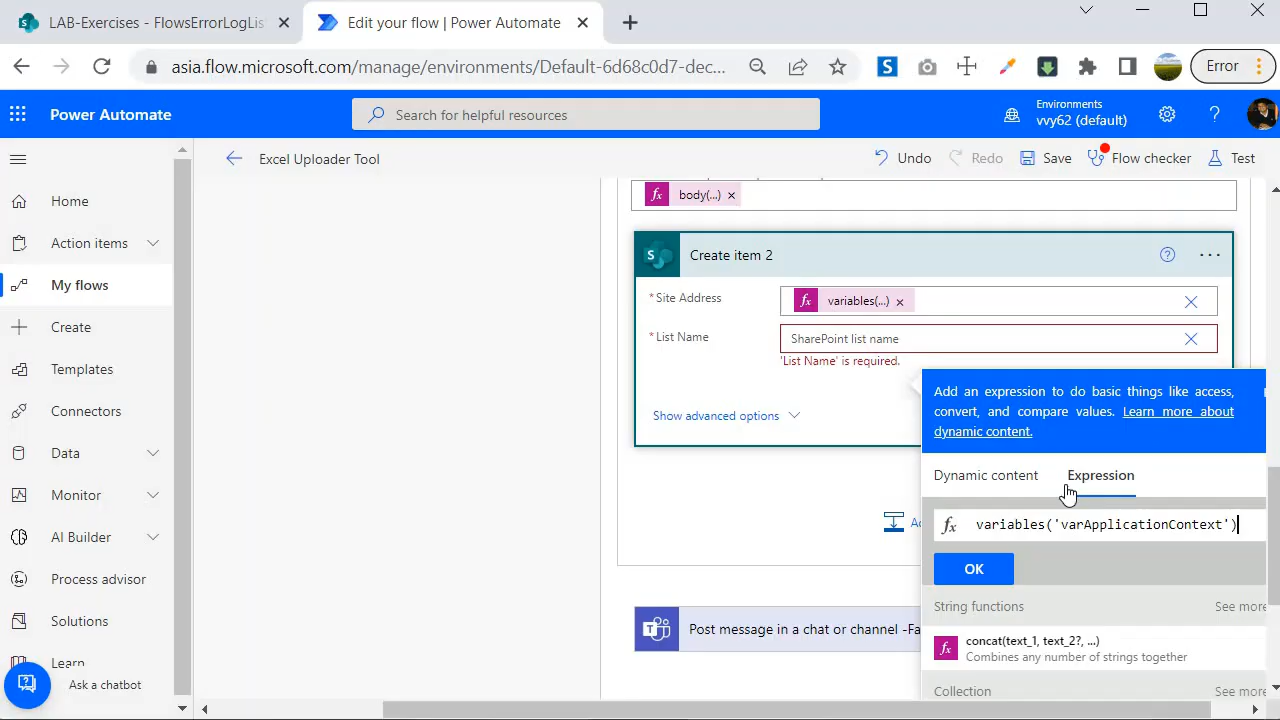 LAB-Exercises - FlowsErrorLogLis
Edit your flow | Power Automate
asia.flow.microsoft.com/manage/environments/Default-6d68c0d7-dec...
Error
Power Automate
Search for helpful resources
Environments
vvy62 (default)
Excel Uploader Tool
Undo
Redo
Save
Flow checker
Test
Home
Action items
My flows
Create
Templates
Connectors
Data
Monitor
AI Builder
Process advisor
Solutions
Learn
Ask a chatbot
fx body(...) ×
S Create item 2
* Site Address
fx variables(...) ×
* List Name
SharePoint list name
'List Name' is required.
Show advanced options
Add an expression to do basic things like access,
convert, and compare values. Learn more about
dynamic content.
Dynamic content
Expression
fx variables('varApplicationContext')
OK
String functions
See more
fx concat(text_1, text_2?, ...)
Combines any number of strings together
Collection
See more
Post message in a chat or channel -Fa